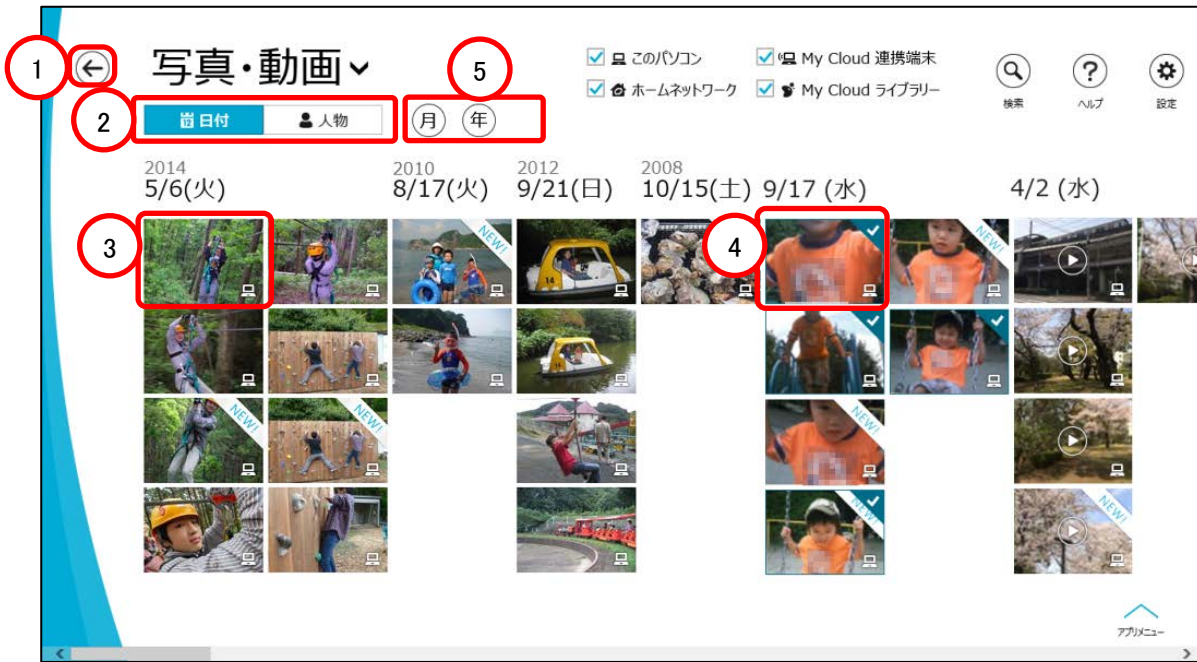 1
写真・動画
5
このパソコン
My Cloud 連携端末
ホームネットワーク
My Cloud ライブラリー
検索
?
ヘルプ
設定
2
日付
人物
月
年
2014
5/6(火)
2010
8/17(火)
2012
9/21(日)
2008
10/15(土)
9/17 (水)
4/2 (水)
3
4
NEW!
NEW!
14
NEW!
NEW!
NEW!
NEW!
NEW!
アプリメニュー